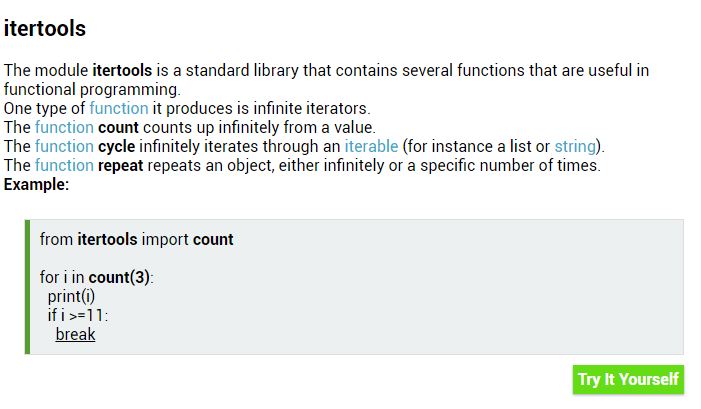 itertools
The module itertools is a standard library that contains several functions that are useful in
functional programming.
One type of function it produces is infinite iterators.
The function count counts up infinitely from a value.
The function cycle infinitely iterates through an iterable (for instance a list or string).
The function repeat repeats an object, either infinitely or a specific number of times.
Example:
from itertools import count
for i in count(3):
print(i)
if i >=11:
break
Try It Yourself